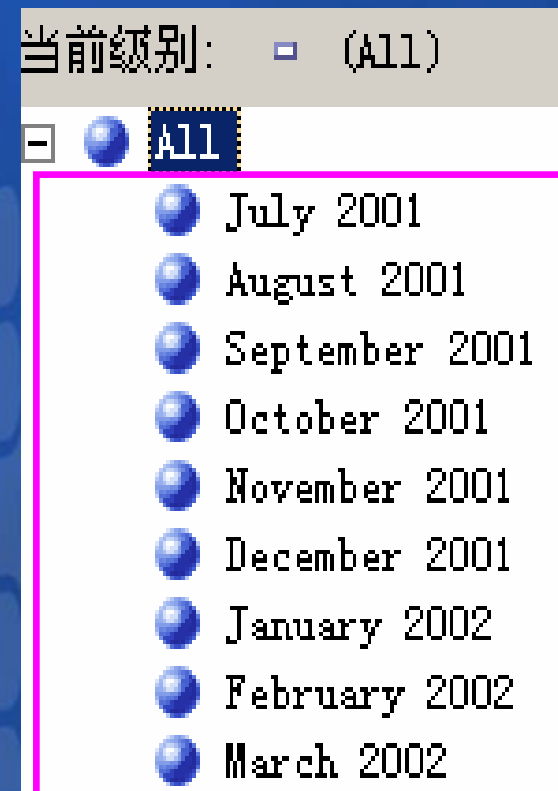 当前级别: (All)
All
July 2001
August 2001
September 2001
October 2001
November 2001
December 2001
January 2002
February 2002
March 2002